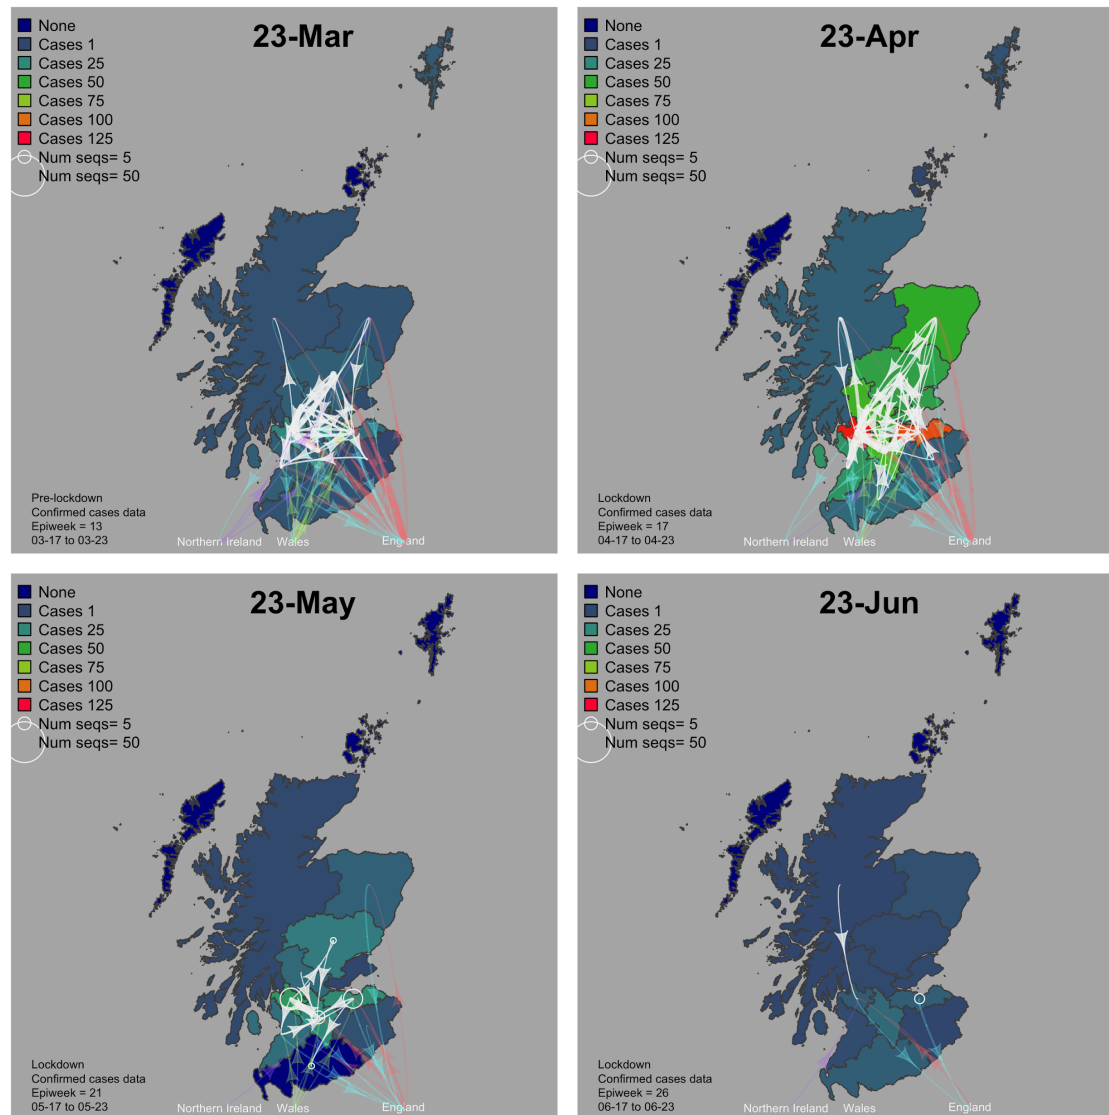 23-Mar
None
Cases 1
Cases 25
Cases 50
Cases 75
Cases 100
Cases 125
Num seqs= 5
Num seqs= 50
Pre-lockdown
Confirmed cases data
Epiweek = 13
03-17 to 03-23
Northern Ireland Wales England
23-Apr
None
Cases 1
Cases 25
Cases 50
Cases 75
Cases 100
Cases 125
Num seqs= 5
Num seqs= 50
Lockdown
Confirmed cases data
Epiweek = 17
04-17 to 04-23
Northern Ireland Wales England
23-May
None
Cases 1
Cases 25
Cases 50
Cases 75
Cases 100
Cases 125
Num seqs= 5
Num seqs= 50
Lockdown
Confirmed cases data
Epiweek = 21
05-17 to 05-23
Northern Ireland Wales England
23-Jun
None
Cases 1
Cases 25
Cases 50
Cases 75
Cases 100
Cases 125
Num seqs= 5
Num seqs= 50
Lockdown
Confirmed cases data
Epiweek = 26
06-17 to 06-23
Northern Ireland Wales England